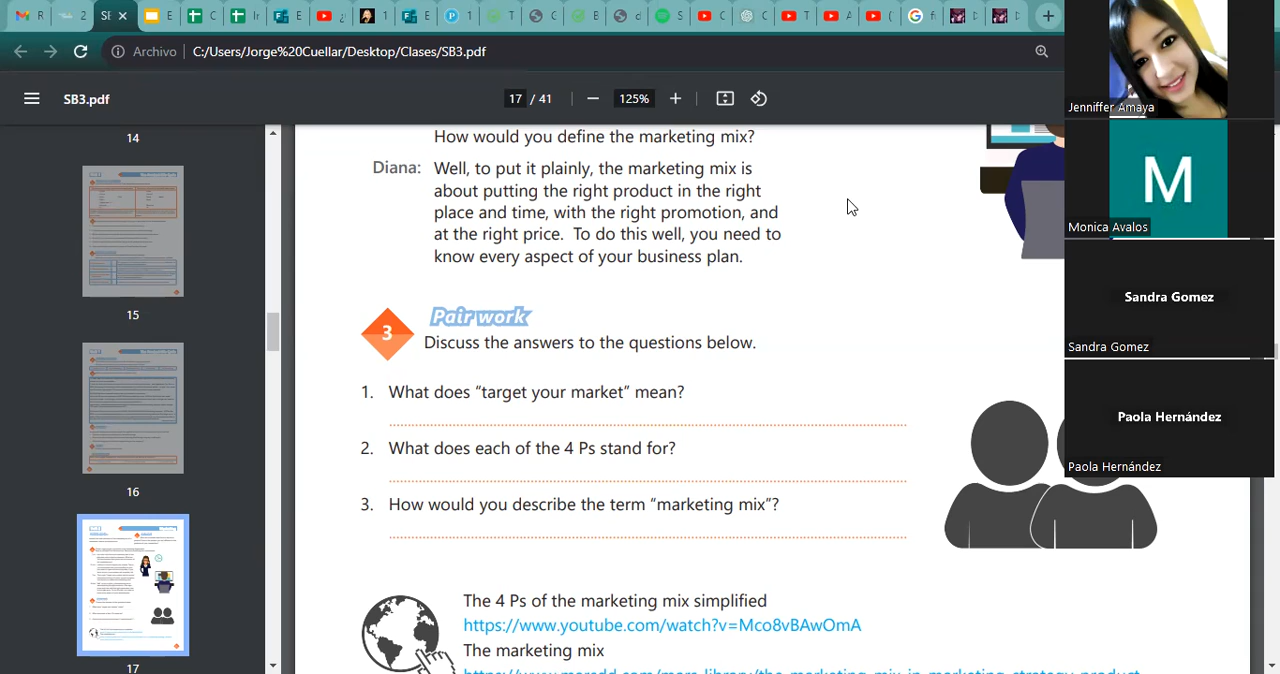 M R
2
SE
E
C
Ir
E
¿
1
E
1
T
C
B
d
S
C
C
T
A
(
fi
D
D
Archivo C:/Users/Jorge%20Cuellar/Desktop/Clases/SB3.pdf
SB3.pdf
17 / 41
125%
14
15
16
17
How would you define the marketing mix?
Diana: Well, to put it plainly, the marketing mix is
about putting the right product in the right
place and time, with the right promotion, and
at the right price. To do this well, you need to
know every aspect of your business plan.
3 Pair work
Discuss the answers to the questions below.
1. What does “target your market” mean?
2. What does each of the 4 Ps stand for?
3. How would you describe the term “marketing mix”?
The 4 Ps of the marketing mix simplified
https://www.youtube.com/watch?v=Mco8vBAwOmA
The marketing mix
Jenniffer Amaya
M
Monica Avalos
Sandra Gomez
Sandra Gomez
Paola Hernández
Paola Hernández